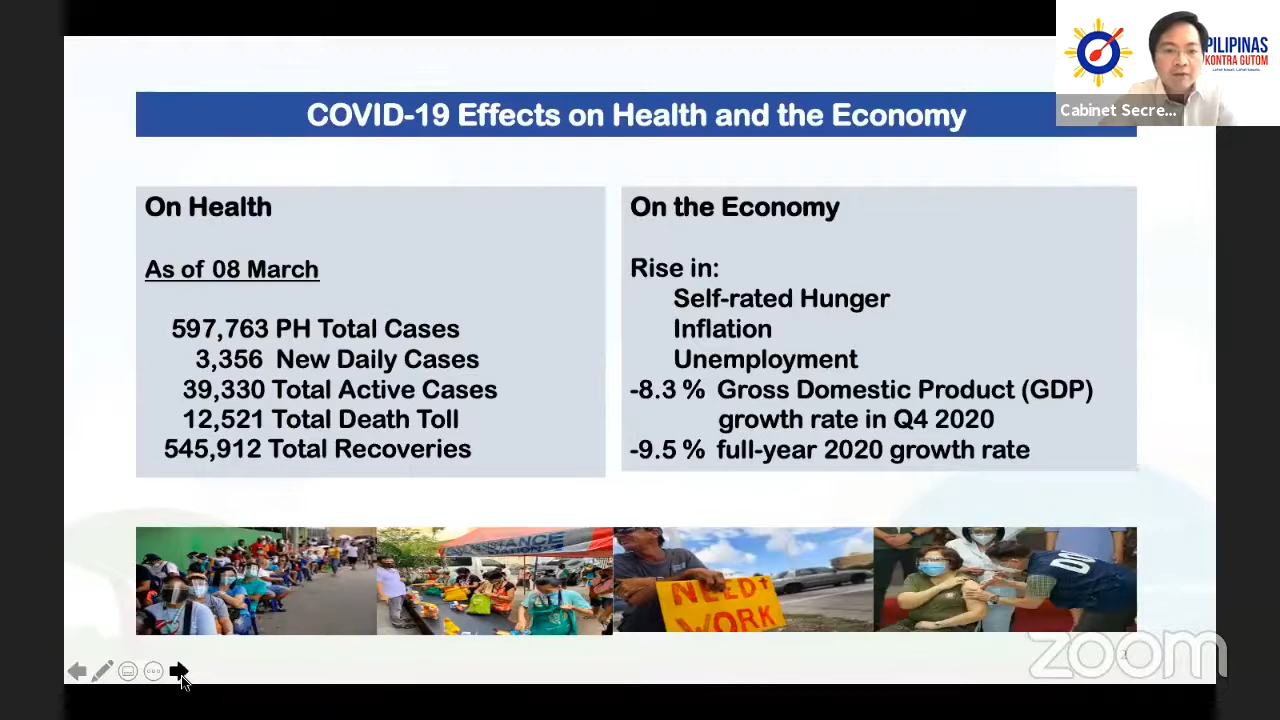 PILIPINAS
KONTRA GUTOM
Cabinet Secre...
COVID-19 Effects on Health and the Economy
On Health
As of 08 March
597,763 PH Total Cases
3,356 New Daily Cases
39,330 Total Active Cases
12,521 Total Death Toll
545,912 Total Recoveries
On the Economy
Rise in:
Self-rated Hunger
Inflation
Unemployment
-8.3 % Gross Domestic Product (GDP)
growth rate in Q4 2020
-9.5 % full-year 2020 growth rate
NEED
WORK
zoom
2